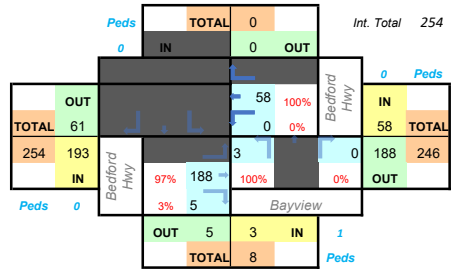 Peds TOTAL 0 Int. Total 254
0 IN 0 OUT
0 Peds
OUT 58 100% Bedford Hwy IN
TOTAL 61 0 0% 58 TOTAL
254 193 Bedford Hwy 3 0 188 246
IN 97% 188 100% 0% OUT
Peds 0 3% 5 Bayview
OUT 5 3 IN 1
TOTAL 8 Peds